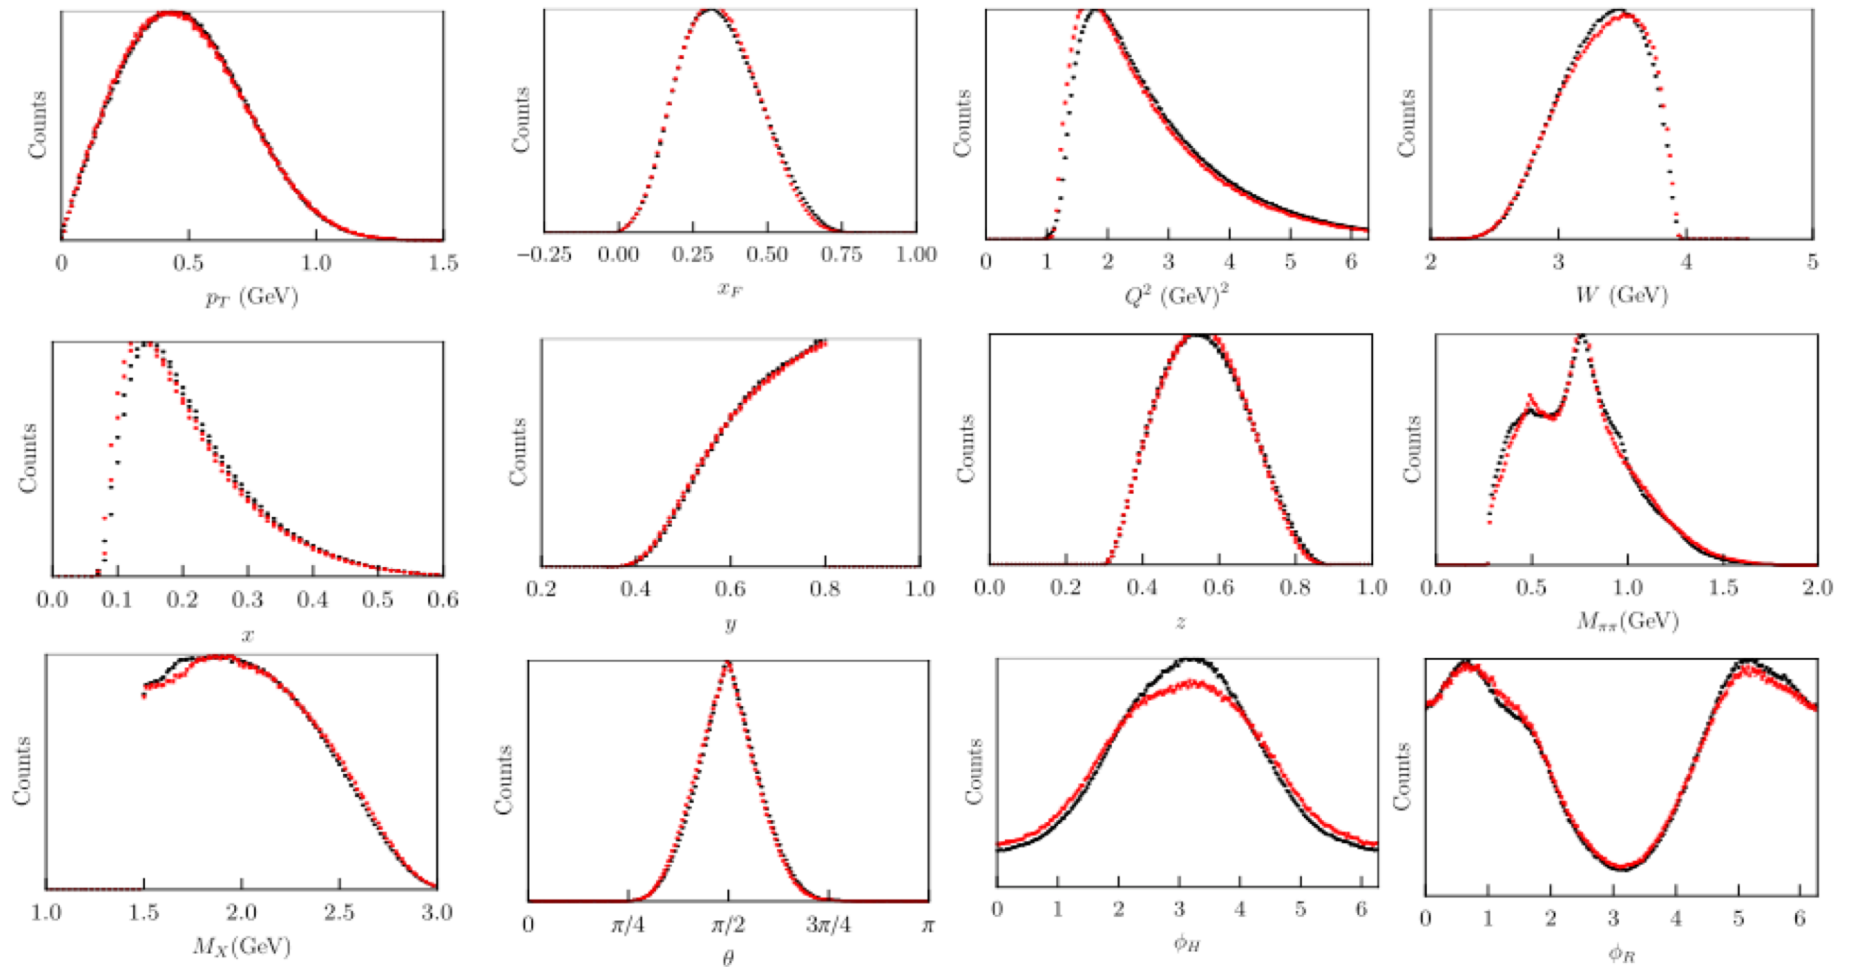 Counts
0 0.5 1.0 1.5
p_T (GeV)
Counts
−0.25 0.00 0.25 0.50 0.75 1.00
x_F
Counts
0 1 2 3 4 5 6
Q² (GeV)²
Counts
2 3 4 5
W (GeV)
Counts
0.0 0.1 0.2 0.3 0.4 0.5 0.6
x
Counts
0.2 0.4 0.6 0.8 1.0
y
Counts
0.0 0.2 0.4 0.6 0.8 1.0
z
Counts
0.0 0.5 1.0 1.5 2.0
M_ππ(GeV)
Counts
1.0 1.5 2.0 2.5 3.0
M_X(GeV)
Counts
0 π/4 π/2 3π/4 π
θ
Counts
0 1 2 3 4 5 6
ϕ_H
Counts
0 1 2 3 4 5 6
ϕ_R